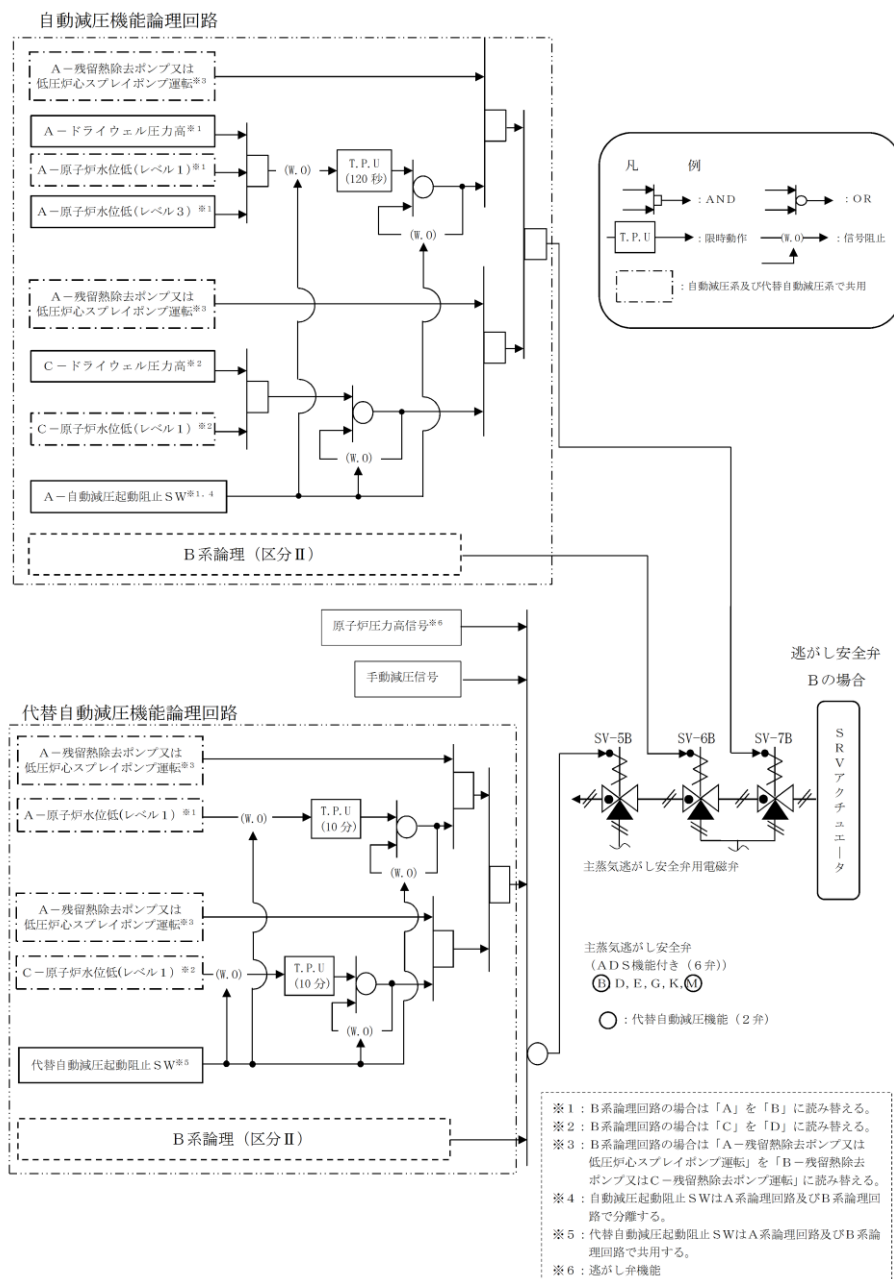 自動減圧機能論理回路
A－残留熱除去ポンプ又は
低圧炉心スプレイポンプ運転※3
A－ドライウェル圧力高※1
A－原子炉水位低(レベル1)※1
A－原子炉水位低(レベル3)※1
(W.O)
T.P.U
(120秒)
(W.O)
A－残留熱除去ポンプ又は
低圧炉心スプレイポンプ運転※3
C－ドライウェル圧力高※2
C－原子炉水位低(レベル1)※2
(W.O)
A－自動減圧起動阻止SW※1, 4
B系論理（区分Ⅱ）
凡　例
：AND
：OR
T.P.U
：限時動作
(W.O)
：信号阻止
：自動減圧系及び代替自動減圧系で共用
原子炉圧力高信号※6
手動減圧信号
代替自動減圧機能論理回路
A－残留熱除去ポンプ又は
低圧炉心スプレイポンプ運転※3
A－原子炉水位低(レベル1)※1
(W.O)
T.P.U
(10分)
(W.O)
A－残留熱除去ポンプ又は
低圧炉心スプレイポンプ運転※3
C－原子炉水位低(レベル1)※2
(W.O)
T.P.U
(10分)
(W.O)
代替自動減圧起動阻止SW※5
B系論理（区分Ⅱ）
逃がし安全弁
Bの場合
SV-5B
SV-6B
SV-7B
SRVアクチュエータ
主蒸気逃がし安全弁用電磁弁
主蒸気逃がし安全弁
（ADS機能付き（6弁））
B, D, E, G, K, M
：代替自動減圧機能（2弁）
※1：B系論理回路の場合は「A」を「B」に読み替える。
※2：B系論理回路の場合は「C」を「D」に読み替える。
※3：B系論理回路の場合は「A－残留熱除去ポンプ又は
低圧炉心スプレイポンプ運転」を「B－残留熱除去
ポンプ又はC－残留熱除去ポンプ運転」に読み替える。
※4：自動減圧起動阻止SWはA系論理回路及びB系論理回
路で分離する。
※5：代替自動減圧起動阻止SWはA系論理回路及びB系論
理回路で共用する。
※6：逃がし弁機能